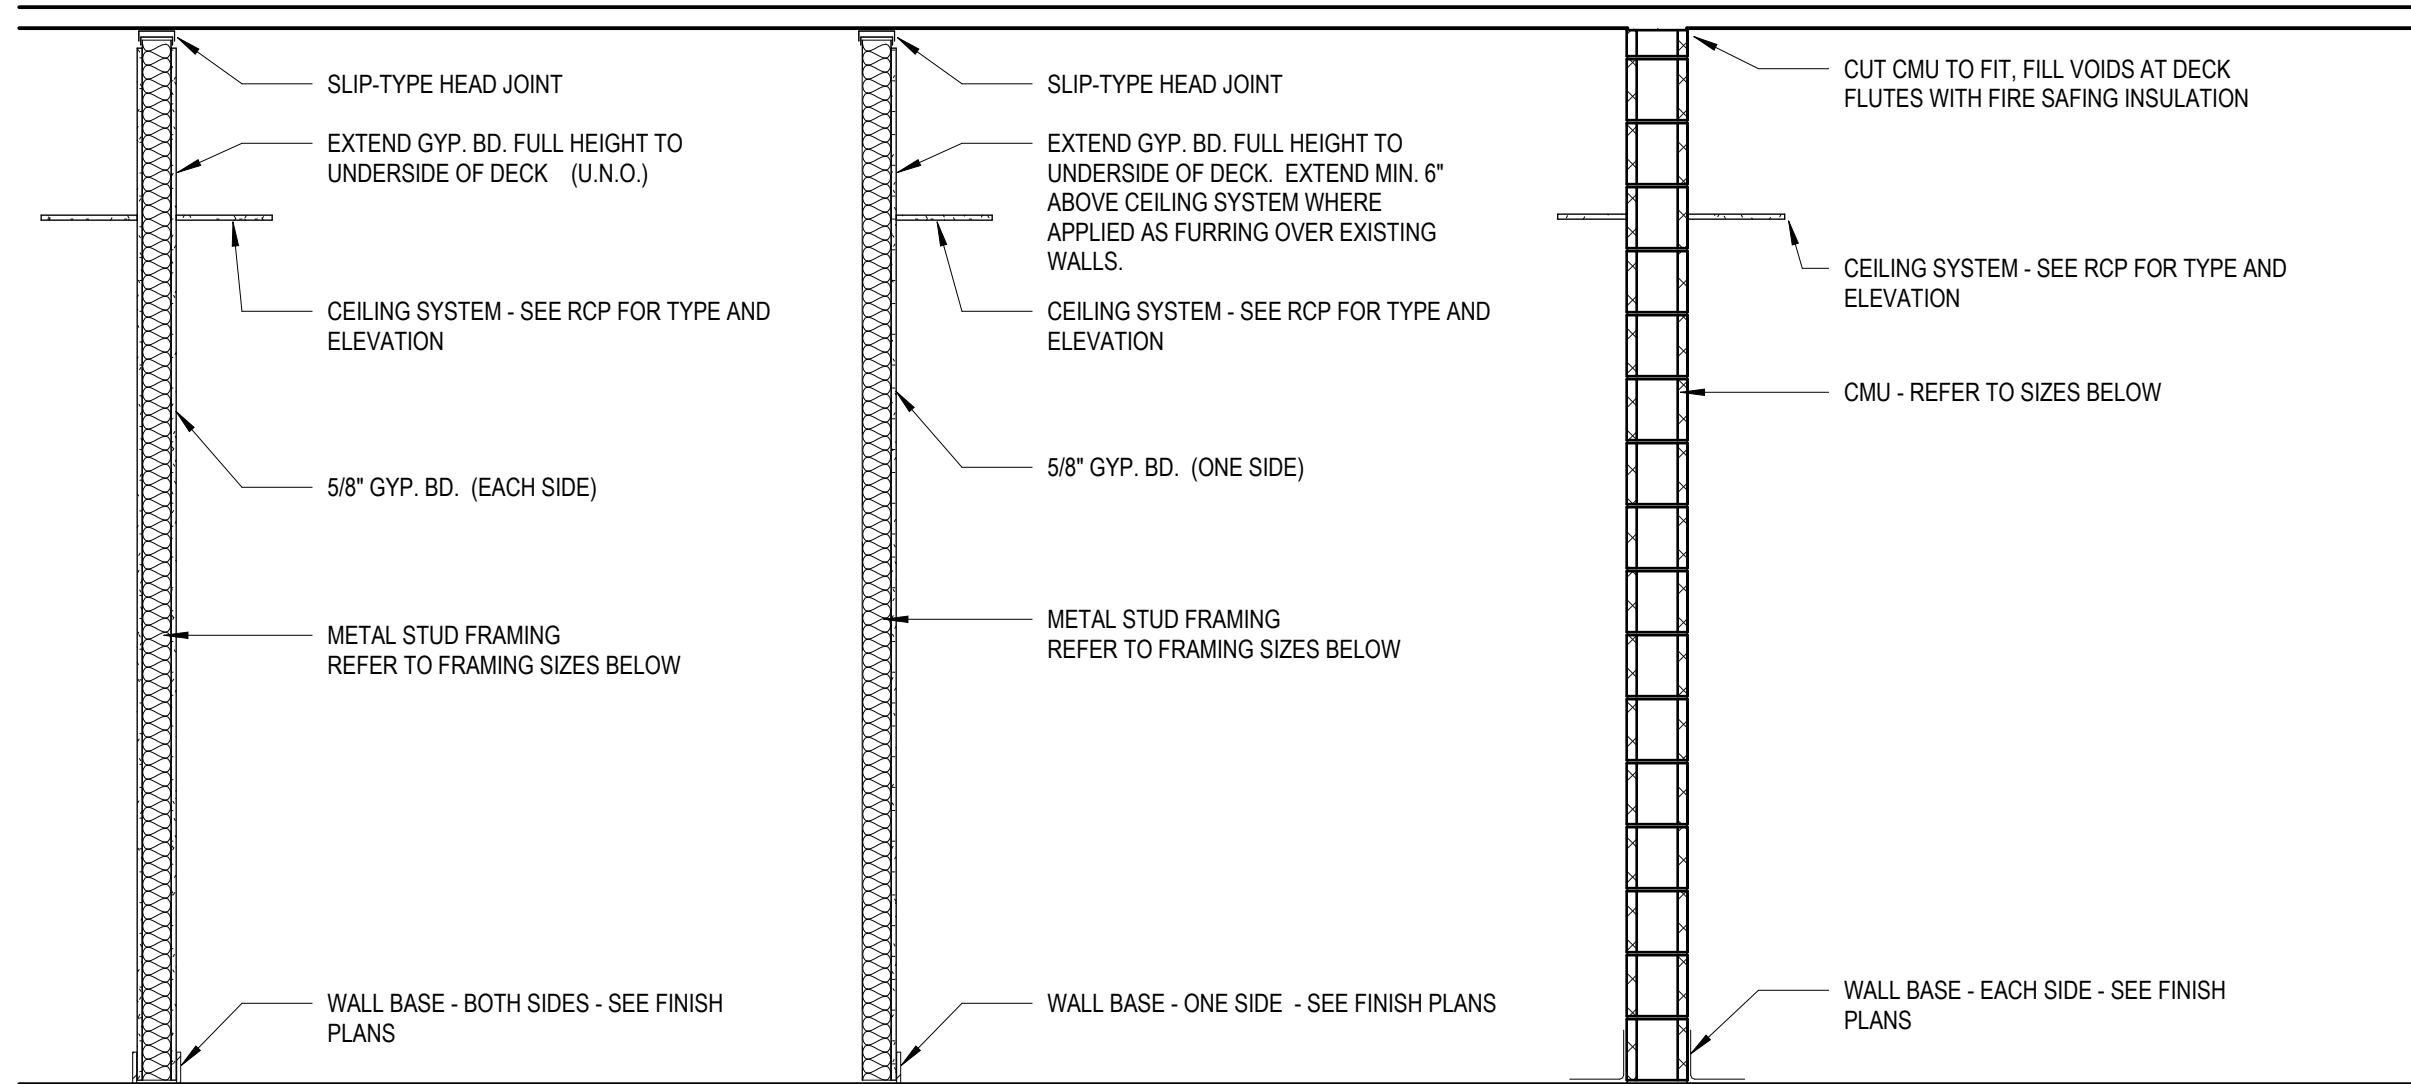 SLIP-TYPE HEAD JOINT
EXTEND GYP. BD. FULL HEIGHT TO
UNDERSIDE OF DECK (U.N.O.)
CEILING SYSTEM - SEE RCP FOR TYPE AND
ELEVATION
5/8" GYP. BD. (EACH SIDE)
METAL STUD FRAMING
REFER TO FRAMING SIZES BELOW
WALL BASE - BOTH SIDES - SEE FINISH
PLANS
SLIP-TYPE HEAD JOINT
EXTEND GYP. BD. FULL HEIGHT TO
UNDERSIDE OF DECK. EXTEND MIN. 6"
ABOVE CEILING SYSTEM WHERE
APPLIED AS FURRING OVER EXISTING
WALLS.
CEILING SYSTEM - SEE RCP FOR TYPE AND
ELEVATION
5/8" GYP. BD. (ONE SIDE)
METAL STUD FRAMING
REFER TO FRAMING SIZES BELOW
WALL BASE - ONE SIDE - SEE FINISH PLANS
CUT CMU TO FIT, FILL VOIDS AT DECK
FLUTES WITH FIRE SAFING INSULATION
CEILING SYSTEM - SEE RCP FOR TYPE AND
ELEVATION
CMU - REFER TO SIZES BELOW
WALL BASE - EACH SIDE - SEE FINISH
PLANS